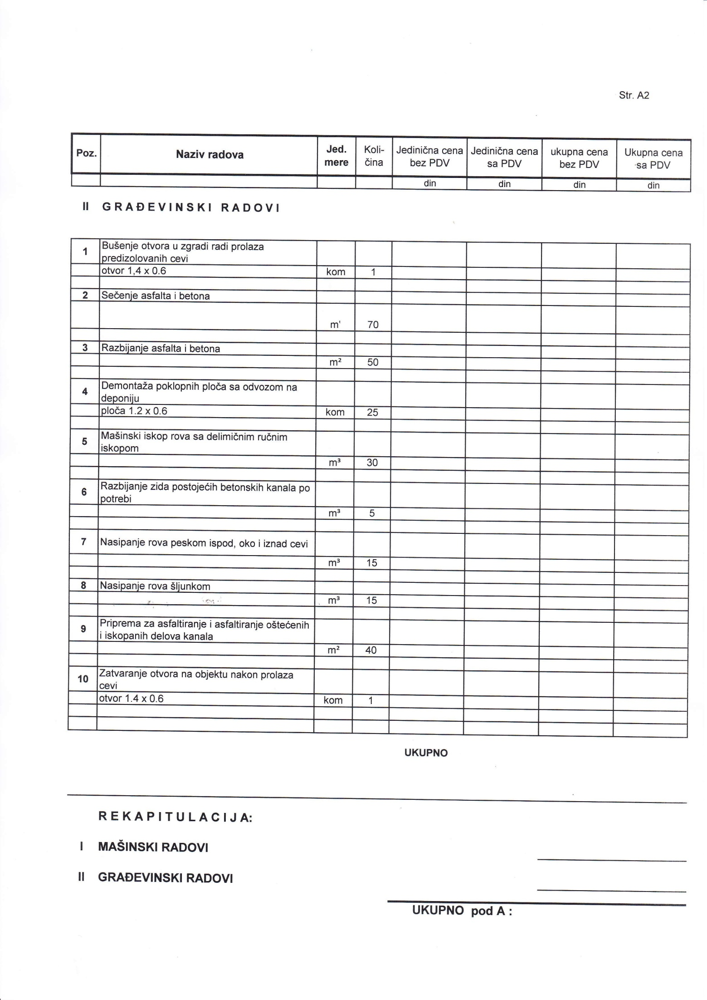 Str. A2
Poz. Naziv radova Jed. mere Koli-čina Jedinična cena bez PDV Jedinična cena sa PDV ukupna cena bez PDV Ukupna cena sa PDV
din din din din
II GRAĐEVINSKI RADOVI
1 Bušenje otvora u zgradi radi prolaza
predizolovanih cevi
otvor 1,4 x 0.6 kom 1
2 Sečenje asfalta i betona
m' 70
3 Razbijanje asfalta i betona
m² 50
4 Demontaža poklopnih ploča sa odvozom na
deponiju
ploča 1.2 x 0.6 kom 25
5 Mašinski iskop rova sa delimičnim ručnim
iskopom
m³ 30
6 Razbijanje zida postojećih betonskih kanala po
potrebi
m³ 5
7 Nasipanje rova peskom ispod, oko i iznad cevi
m³ 15
8 Nasipanje rova šljunkom
m³ 15
9 Priprema za asfaltiranje i asfaltiranje oštećenih
i iskopanih delova kanala
m² 40
10 Zatvaranje otvora na objektu nakon prolaza
cevi
otvor 1.4 x 0.6 kom 1
UKUPNO
REKAPITULACIJA:
I MAŠINSKI RADOVI
II GRAĐEVINSKI RADOVI
UKUPNO pod A :